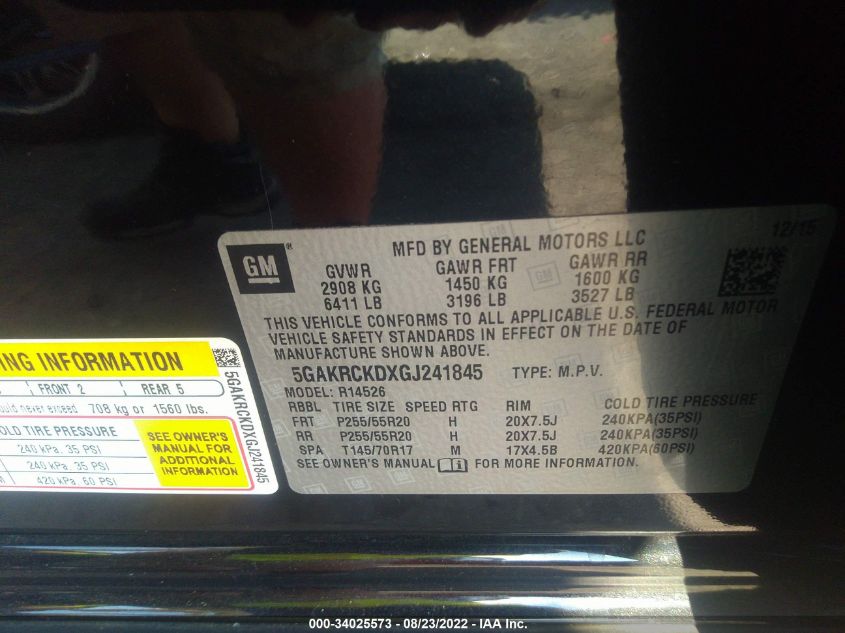 GM
MFD BY GENERAL MOTORS LLC
12/15
GVWR GAWR FRT GAWR RR
2908 KG 1450 KG 1600 KG
6411 LB 3196 LB 3527 LB
THIS VEHICLE CONFORMS TO ALL APPLICABLE U.S. FEDERAL MOTOR
VEHICLE SAFETY STANDARDS IN EFFECT ON THE DATE OF
MANUFACTURE SHOWN ABOVE.
5GAKRCKDXGJ241845 TYPE: M.P.V.
MODEL: R14526
RBBL TIRE SIZE SPEED RTG RIM COLD TIRE PRESSURE
FRT P255/55R20 H 20X7.5J 240KPA(35PSI)
RR P255/55R20 H 20X7.5J 240KPA(35PSI)
SPA T145/70R17 M 17X4.5B 420KPA(60PSI)
SEE OWNER'S MANUAL FOR MORE INFORMATION.
ING INFORMATION
FRONT 2 REAR 5
ould never exceed 708 kg or 1560 lbs.
OLD TIRE PRESSURE
240 kPa, 35 PSI
240 kPa, 35 PSI
420 kPa, 60 PSI
SEE OWNER'S
MANUAL FOR
ADDITIONAL
INFORMATION
5GAKRCKDXGJ241845
000-34025573 - 08/23/2022 - IAA Inc.